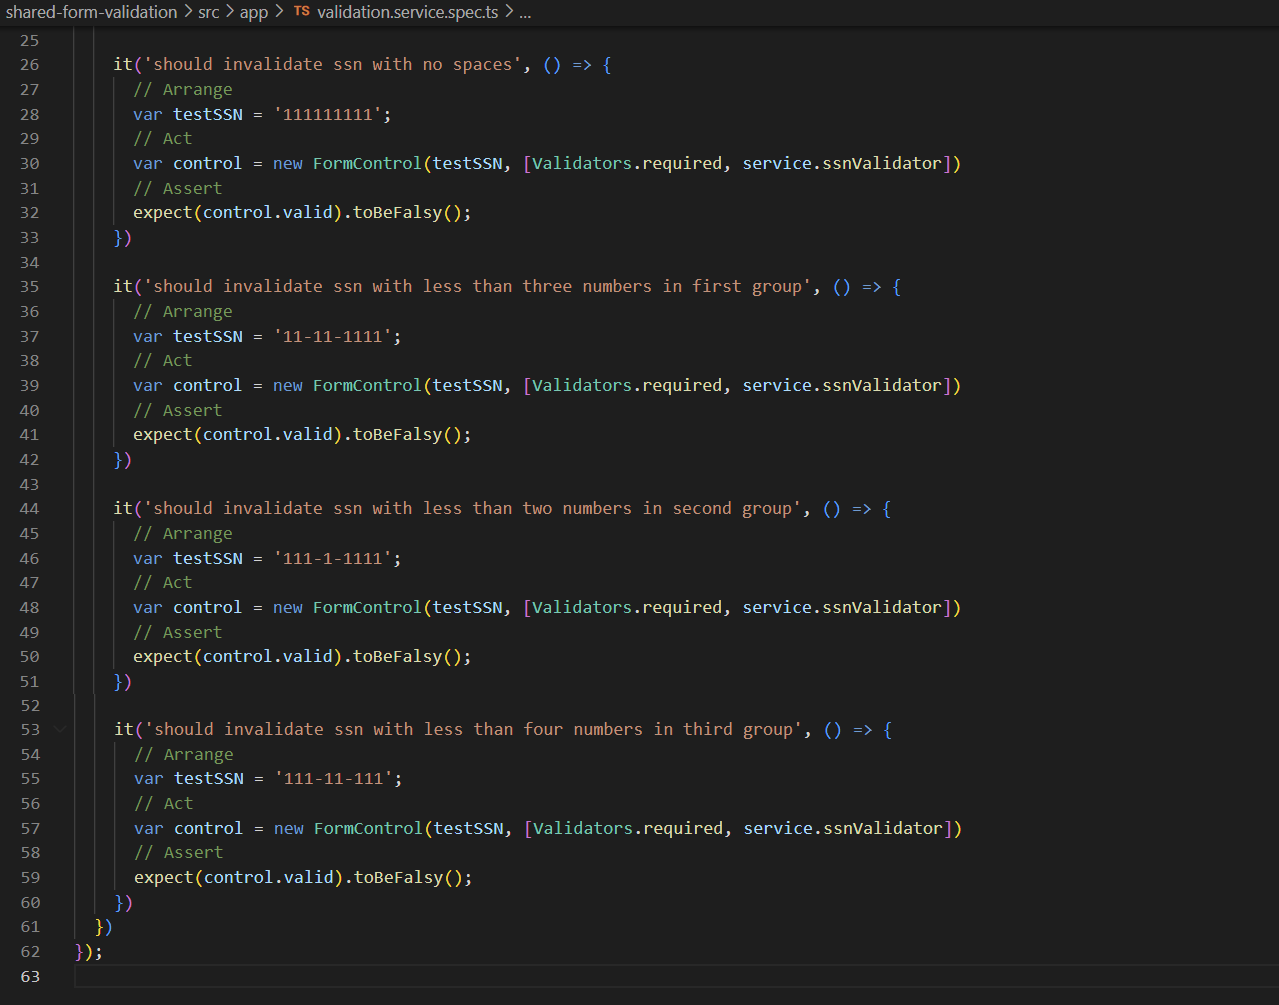 shared-form-validation > src > app > TS validation.service.spec.ts > ...
25
26 it('should invalidate ssn with no spaces', () => {
27 // Arrange
28 var testSSN = '111111111';
29 // Act
30 var control = new FormControl(testSSN, [Validators.required, service.ssnValidator])
31 // Assert
32 expect(control.valid).toBeFalsy();
33 })
34
35 it('should invalidate ssn with less than three numbers in first group', () => {
36 // Arrange
37 var testSSN = '11-11-1111';
38 // Act
39 var control = new FormControl(testSSN, [Validators.required, service.ssnValidator])
40 // Assert
41 expect(control.valid).toBeFalsy();
42 })
43
44 it('should invalidate ssn with less than two numbers in second group', () => {
45 // Arrange
46 var testSSN = '111-1-1111';
47 // Act
48 var control = new FormControl(testSSN, [Validators.required, service.ssnValidator])
49 // Assert
50 expect(control.valid).toBeFalsy();
51 })
52
53 it('should invalidate ssn with less than four numbers in third group', () => {
54 // Arrange
55 var testSSN = '111-11-111';
56 // Act
57 var control = new FormControl(testSSN, [Validators.required, service.ssnValidator])
58 // Assert
59 expect(control.valid).toBeFalsy();
60 })
61 })
62 });
63